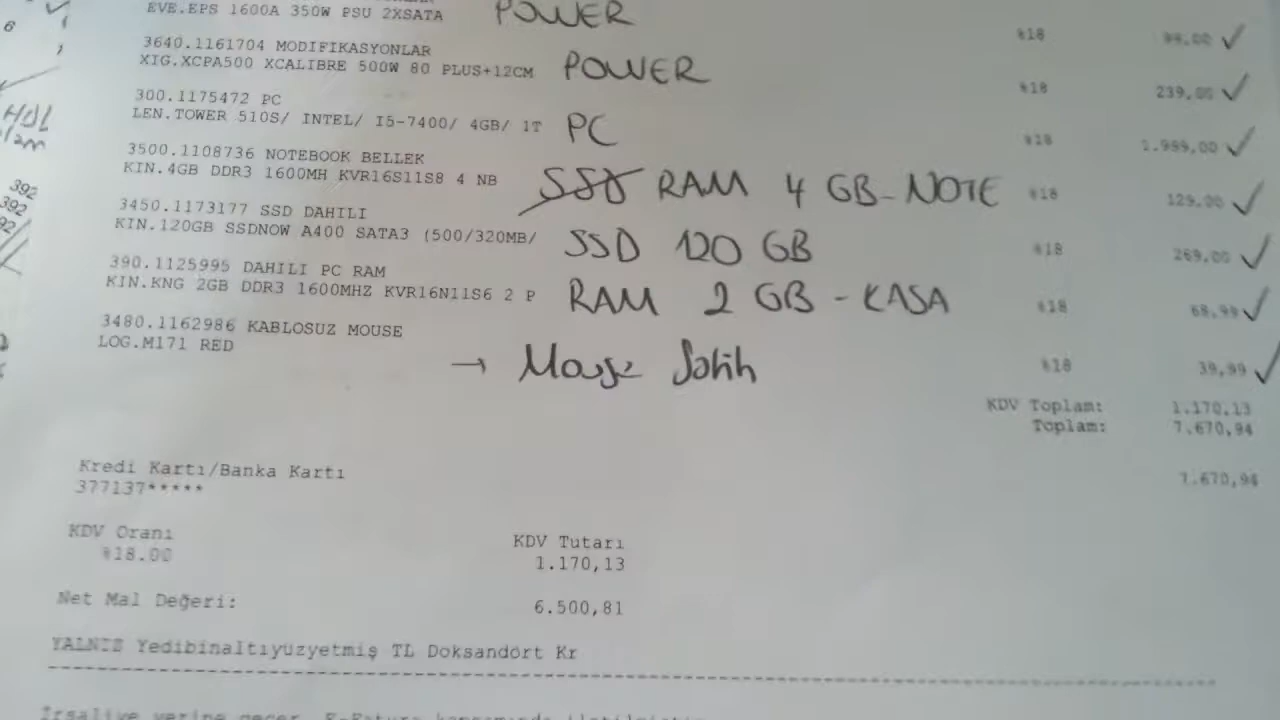 EVE.EPS 1600A 350W PSU 2XSATA POWER %18 99,00 ✓
3640.1161704 MODIFIKASYONLAR
XIG.XCPA500 XCALIBRE 500W 80 PLUS+12CM POWER %18 239,00 ✓
300.1175472 PC
LEN.TOWER 510S/ INTEL/ I5-7400/ 4GB/ 1T PC %18 1.999,00 ✓
3500.1108736 NOTEBOOK BELLEK
KIN.4GB DDR3 1600MH KVR16S11S8 4 NB RAM 4 GB-NOTE %18 129,00 ✓
3450.1173177 SSD DAHILI
KIN.120GB SSDNOW A400 SATA3 (500/320MB/ SSD 120 GB %18 269,00 ✓
390.1125995 DAHILI PC RAM
KIN.KNG 2GB DDR3 1600MHZ KVR16N11S6 2 P RAM 2 GB - KASA %18 68,99 ✓
3480.1162986 KABLOSUZ MOUSE
LOG.M171 RED → Mouse Salih %18 39,99 ✓
KDV Toplam: 1.170,13
Toplam: 7.670,94
Kredi Kartı/Banka Kartı 7.670,94
377137*****
KDV Oranı KDV Tutarı
%18.00 1.170,13
Net Mal Değeri: 6.500,81
YALNIZ Yedibinaltıyüzyetmiş TL Doksandört Kr
6
HDL
392
392
92